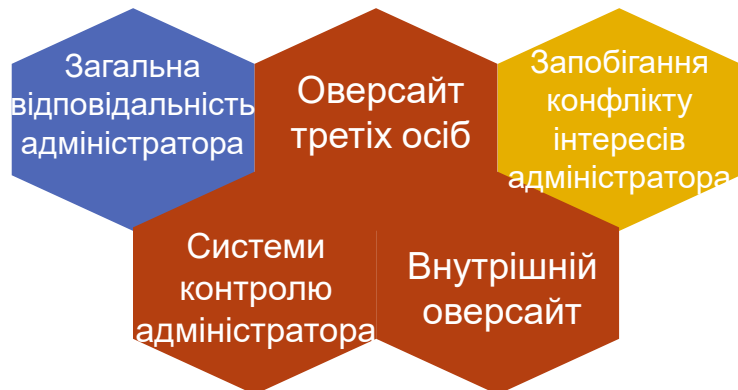 Загальна
відповідальність
адміністратора
Оверсайт
третіх осіб
Запобігання
конфлікту
інтересів
адміністратора
Системи
контролю
адміністратора
Внутрішній
оверсайт